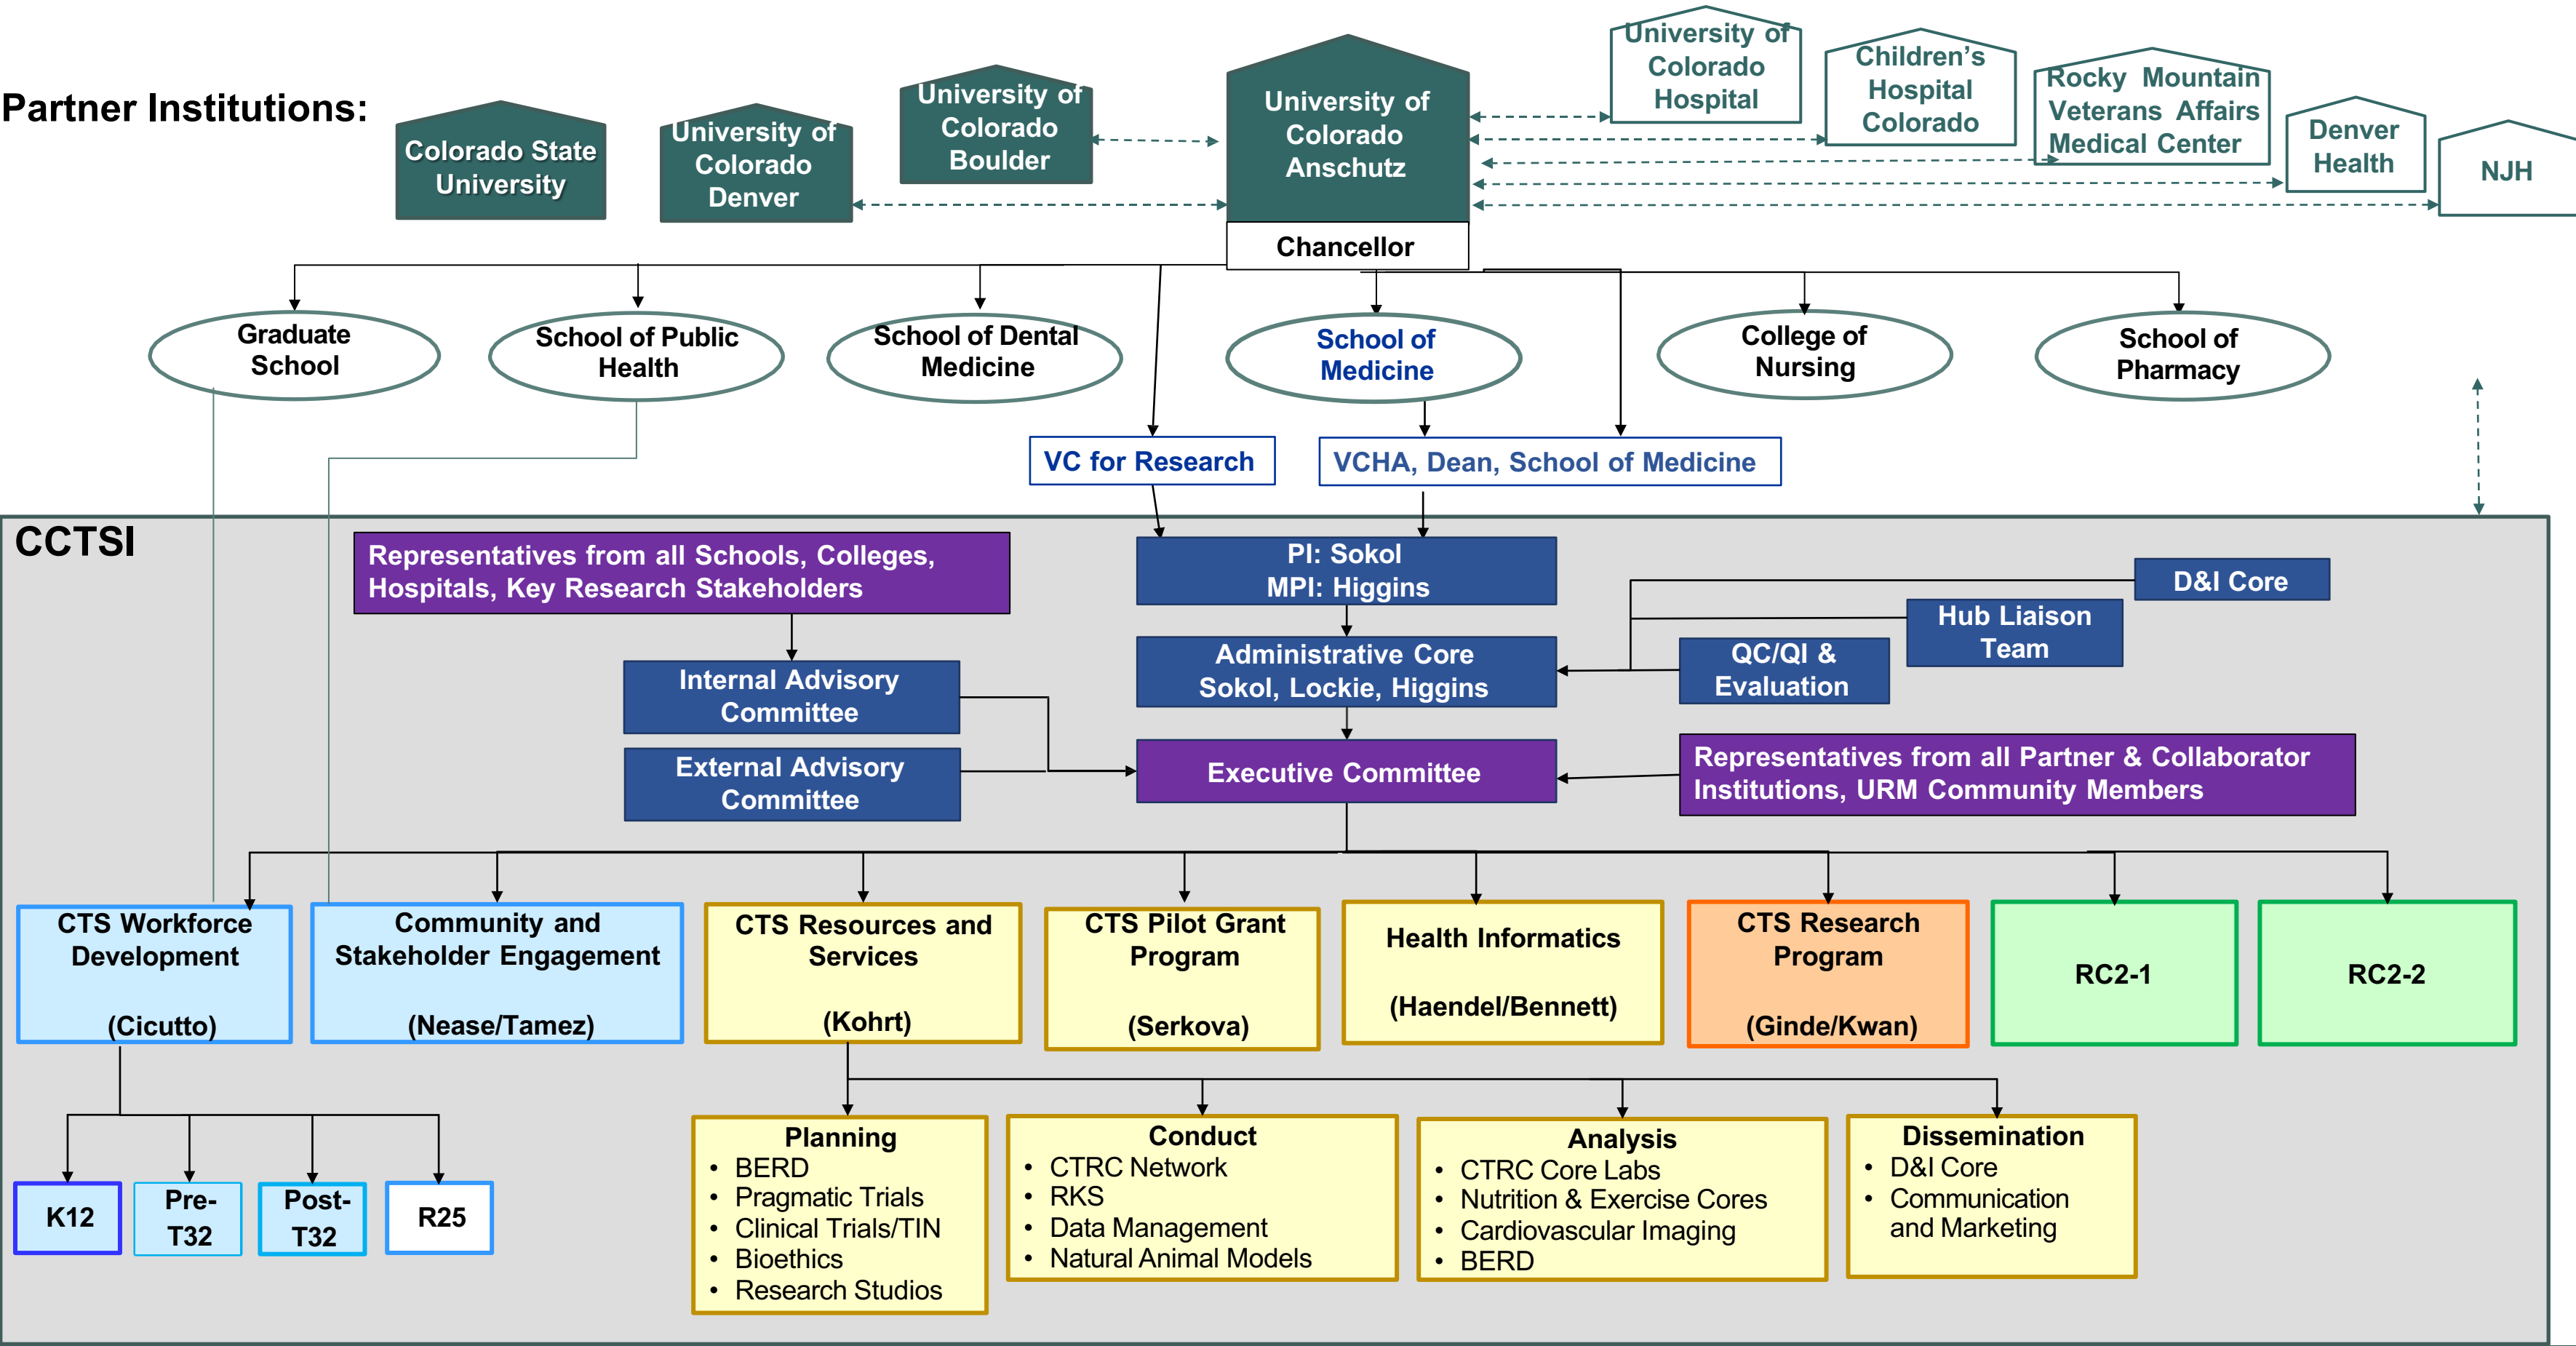 Partner Institutions:
Colorado State
University
University of
Colorado
Denver
University of
Colorado
Boulder
University of
Colorado
Anschutz
University of
Colorado
Hospital
Children’s
Hospital
Colorado
Rocky Mountain
Veterans Affairs
Medical Center
Denver
Health
NJH
Chancellor
Graduate
School
School of Public
Health
School of Dental
Medicine
School of
Medicine
College of
Nursing
School of
Pharmacy
VC for Research
VCHA, Dean, School of Medicine
CCTSI
Representatives from all Schools, Colleges,
Hospitals, Key Research Stakeholders
PI: Sokol
MPI: Higgins
D&I Core
Hub Liaison
Team
QC/QI &
Evaluation
Administrative Core
Sokol, Lockie, Higgins
Internal Advisory
Committee
External Advisory
Committee
Executive Committee
Representatives from all Partner & Collaborator
Institutions, URM Community Members
CTS Workforce
Development
(Cicutto)
Community and
Stakeholder Engagement
(Nease/Tamez)
CTS Resources and
Services
(Kohrt)
CTS Pilot Grant
Program
(Serkova)
Health Informatics
(Haendel/Bennett)
CTS Research
Program
(Ginde/Kwan)
RC2-1
RC2-2
K12
Pre-
T32
Post-
T32
R25
Planning
• BERD
• Pragmatic Trials
• Clinical Trials/TIN
• Bioethics
• Research Studios
Conduct
• CTRC Network
• RKS
• Data Management
• Natural Animal Models
Analysis
• CTRC Core Labs
• Nutrition & Exercise Cores
• Cardiovascular Imaging
• BERD
Dissemination
• D&I Core
• Communication
and Marketing